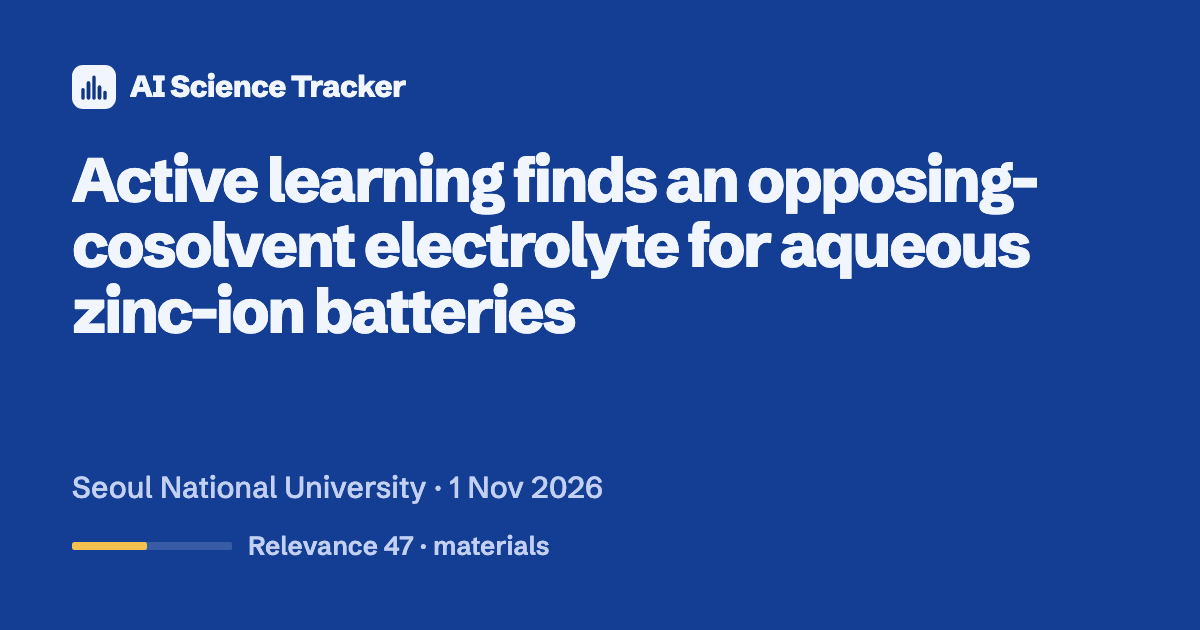 AI Science Tracker
Active learning finds an opposing-
cosolvent electrolyte for aqueous
zinc-ion batteries
Seoul National University · 1 Nov 2026
Relevance 47 · materials